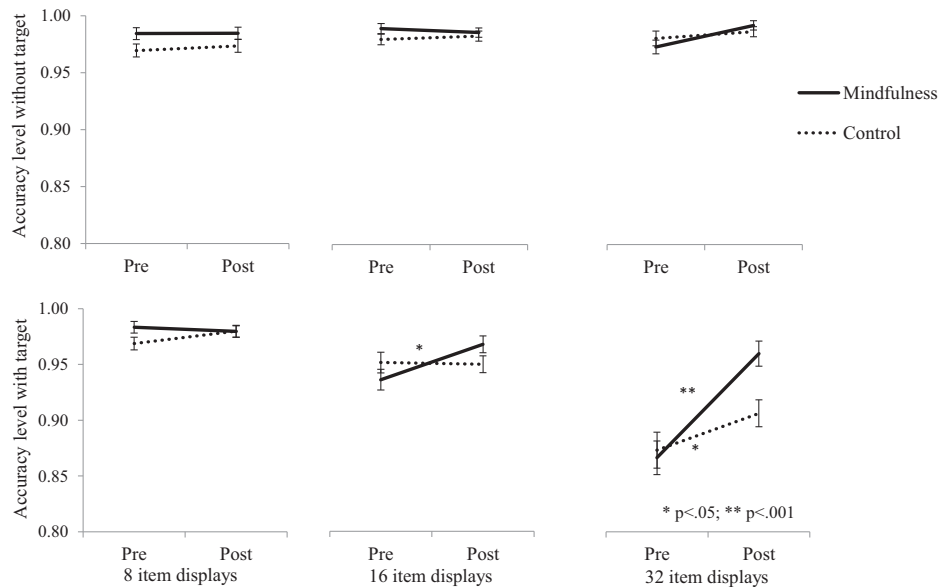 Accuracy level without target
1.00
0.95
0.90
0.85
0.80
Pre Post
Pre Post
Pre Post
Mindfulness
Control
Accuracy level with target
1.00
0.95
0.90
0.85
0.80
*
**
*
* p<.05; ** p<.001
Pre Post
Pre Post
Pre Post
8 item displays
16 item displays
32 item displays